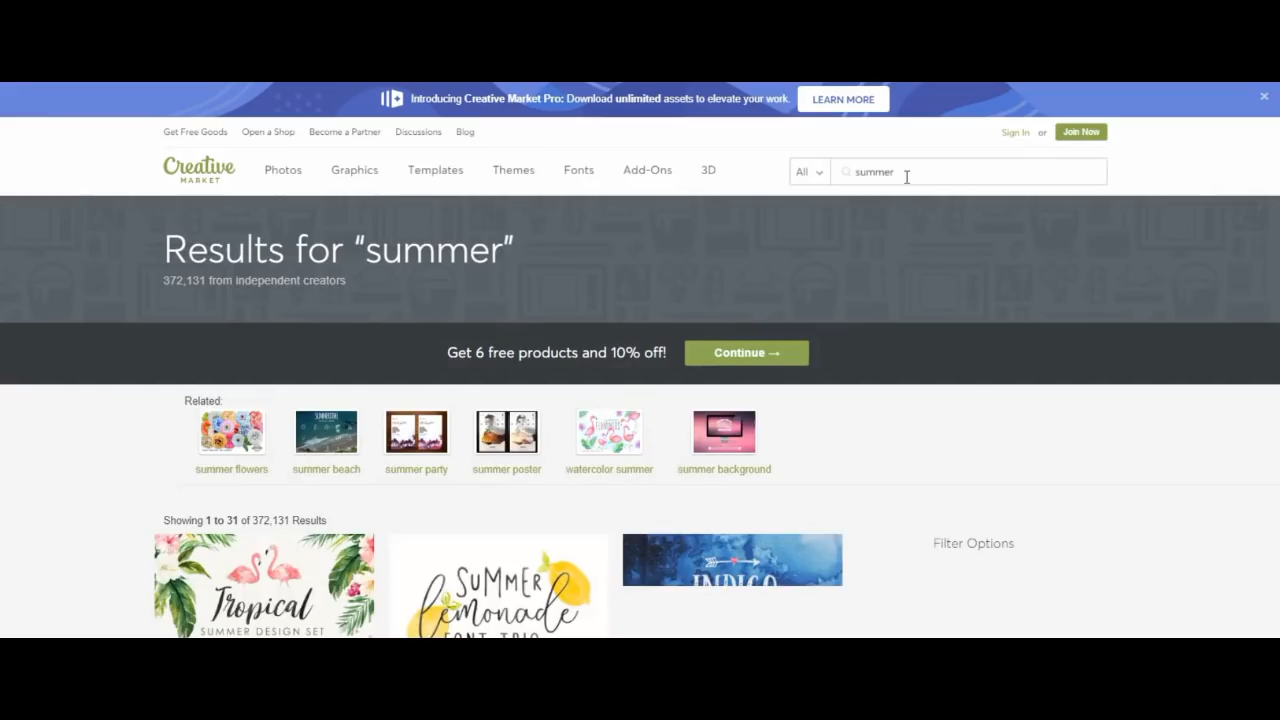 Introducing Creative Market Pro: Download unlimited assets to elevate your work. LEARN MORE
Get Free Goods Open a Shop Become a Partner Discussions Blog
Sign In or Join Now
Creative MARKET
Photos Graphics Templates Themes Fonts Add-Ons 3D
All summer
Results for “summer”
372,131 from independent creators
Get 6 free products and 10% off! Continue →
Related:
summer flowers summer beach summer party summer poster watercolor summer summer background
Showing 1 to 31 of 372,131 Results
Filter Options
Tropical
SUMMER DESIGN SET
SUMMER
lemonade
FONT TRIO
INDIGO